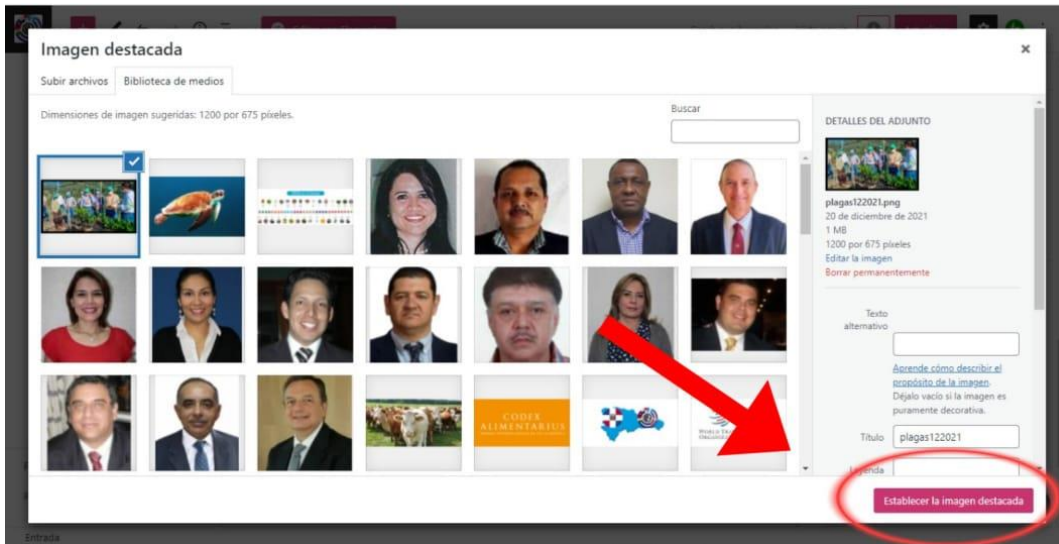 Imagen destacada
Subir archivos
Biblioteca de medios
Dimensiones de imagen sugeridas: 1200 por 675 píxeles.
Buscar
CODEX
ALIMENTARIUS
DETALLES DEL ADJUNTO
plagas122021.png
20 de diciembre de 2021
1 MB
1200 por 675 píxeles
Editar la imagen
Borrar permanentemente
Texto
alternativo
Aprende cómo describir el
propósito de la imagen.
Déjalo vacío si la imagen es
puramente decorativa.
Título
plagas122021
Leyenda
Establecer la imagen destacada
Entrada